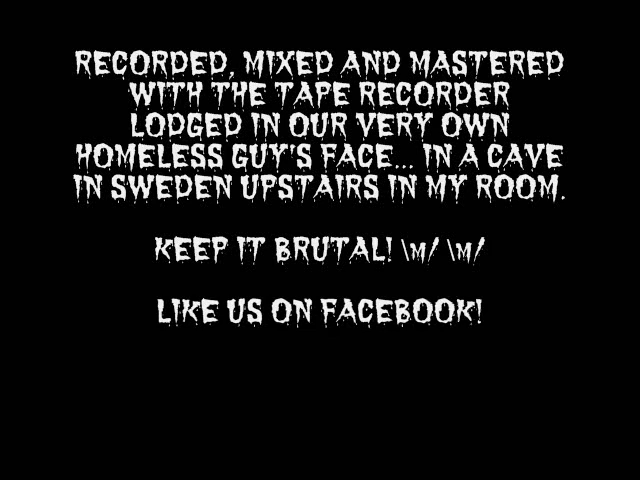 RECORDED, MIXED AND MASTERED
WITH THE TAPE RECORDER
LODGED IN OUR VERY OWN
HOMELESS GUY'S FACE... IN A CAVE
IN SWEDEN UPSTAIRS IN MY ROOM.
KEEP IT BRUTAL! \M/ \M/
LIKE US ON FACEBOOK!